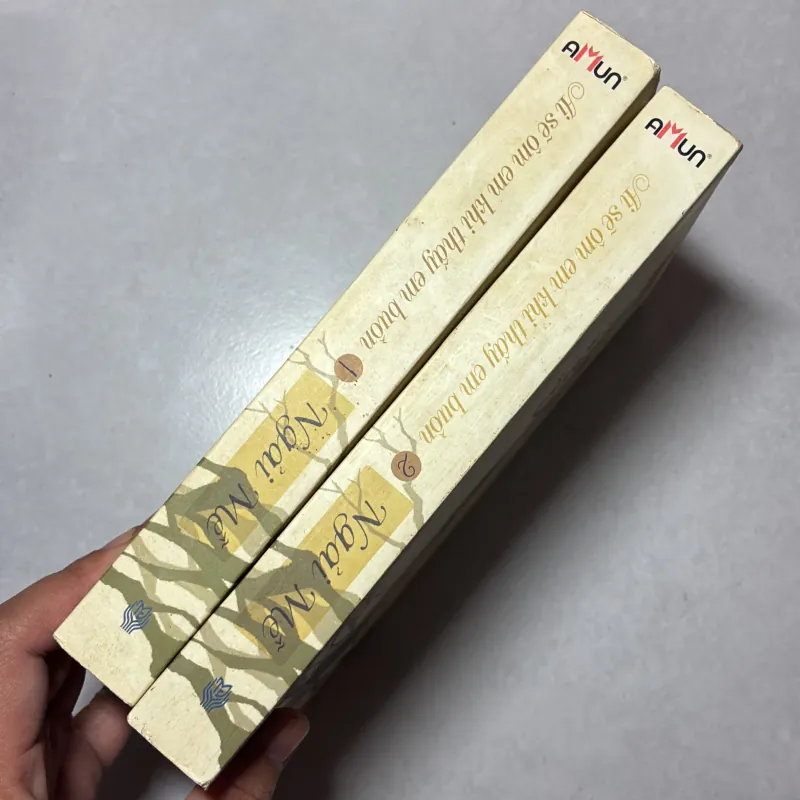 AMUN®
Ai sẽ ôm em khi thấy em buồn
1
Ngải Mễ
AMUN®
Ai sẽ ôm em khi thấy em buồn
2
Ngải Mễ